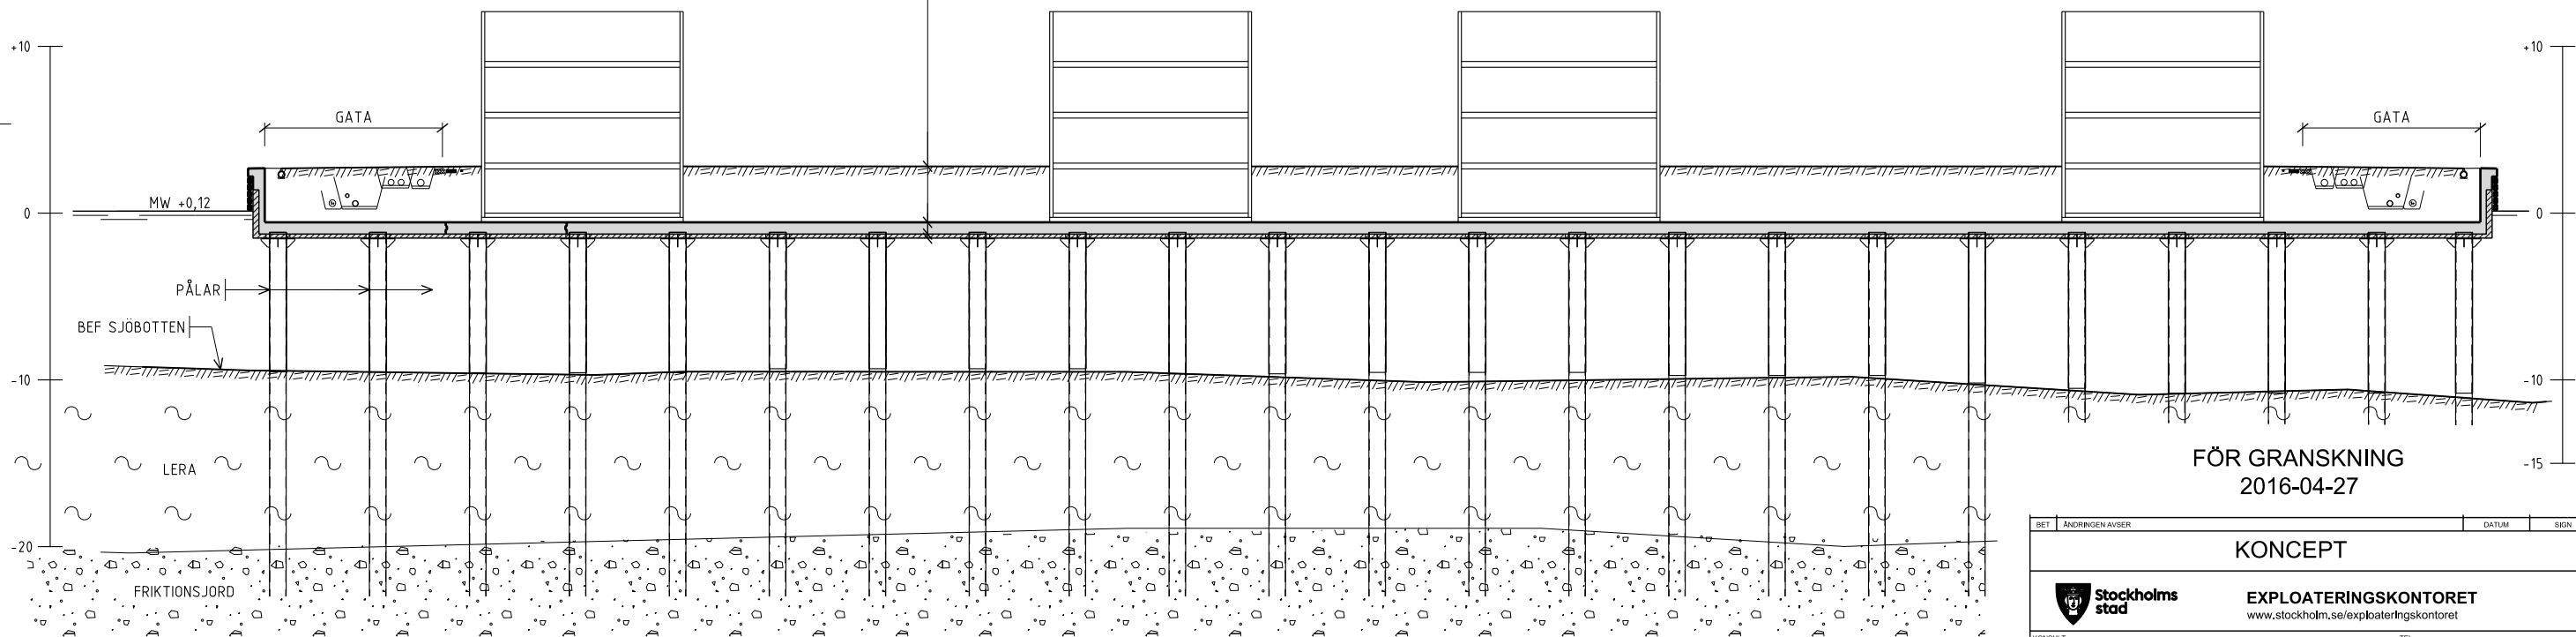 +10
+10
GATA
GATA
MW +0,12
0
0
PÅLAR
BEF SJÖBOTTEN
-10
-10
LERA
-15
FÖR GRANSKNING
2016-04-27
BET ÄNDRINGEN AVSER DATUM SIGN
-20
KONCEPT
FRIKTIONSJORD
Stockholms
stad
EXPLOATERINGSKONTORET
www.stockholm.se/exploateringskontoret